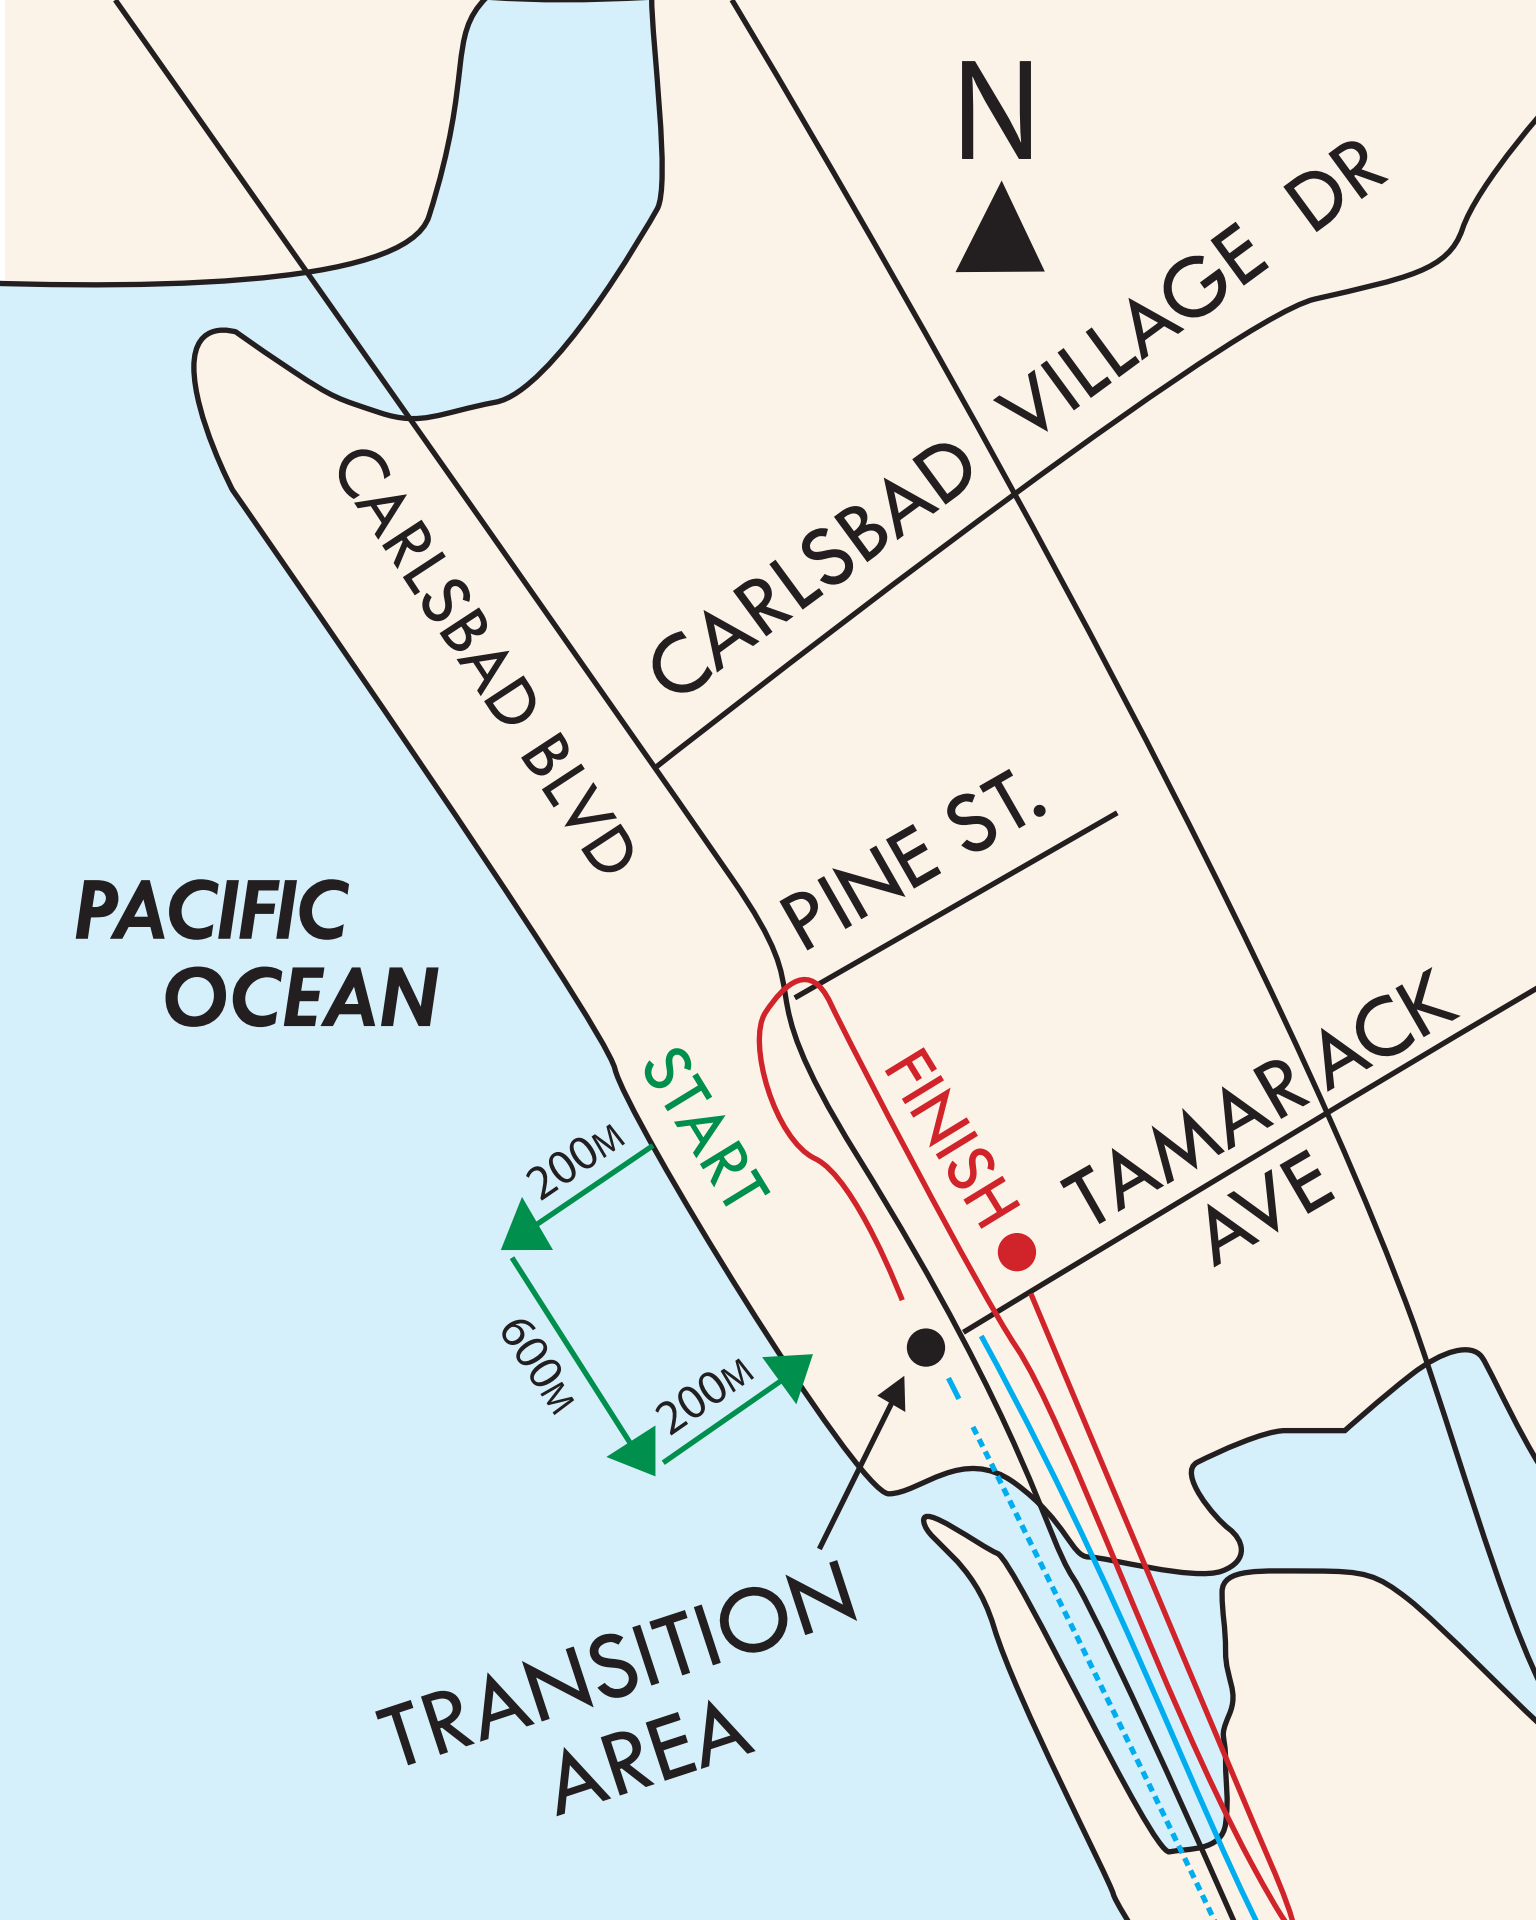 N
CARLSBAD VILLAGE DR
CARLSBAD BLVD
PINE ST.
PACIFIC
OCEAN
START
FINISH
TAMARACK
AVE
200M
600M
200M
TRANSITION
AREA